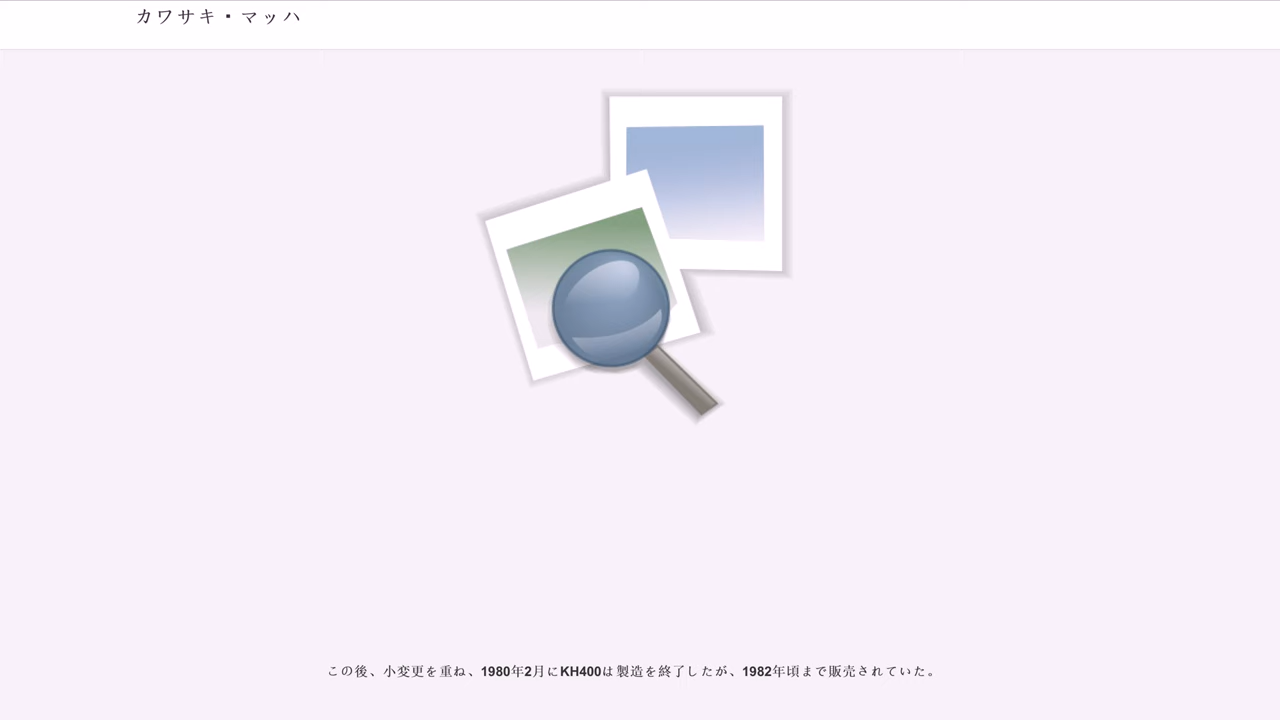 カワサキ・マッハ
この後、小変更を重ね、1980年2月にKH400は製造を終了したが、1982年頃まで販売されていた。